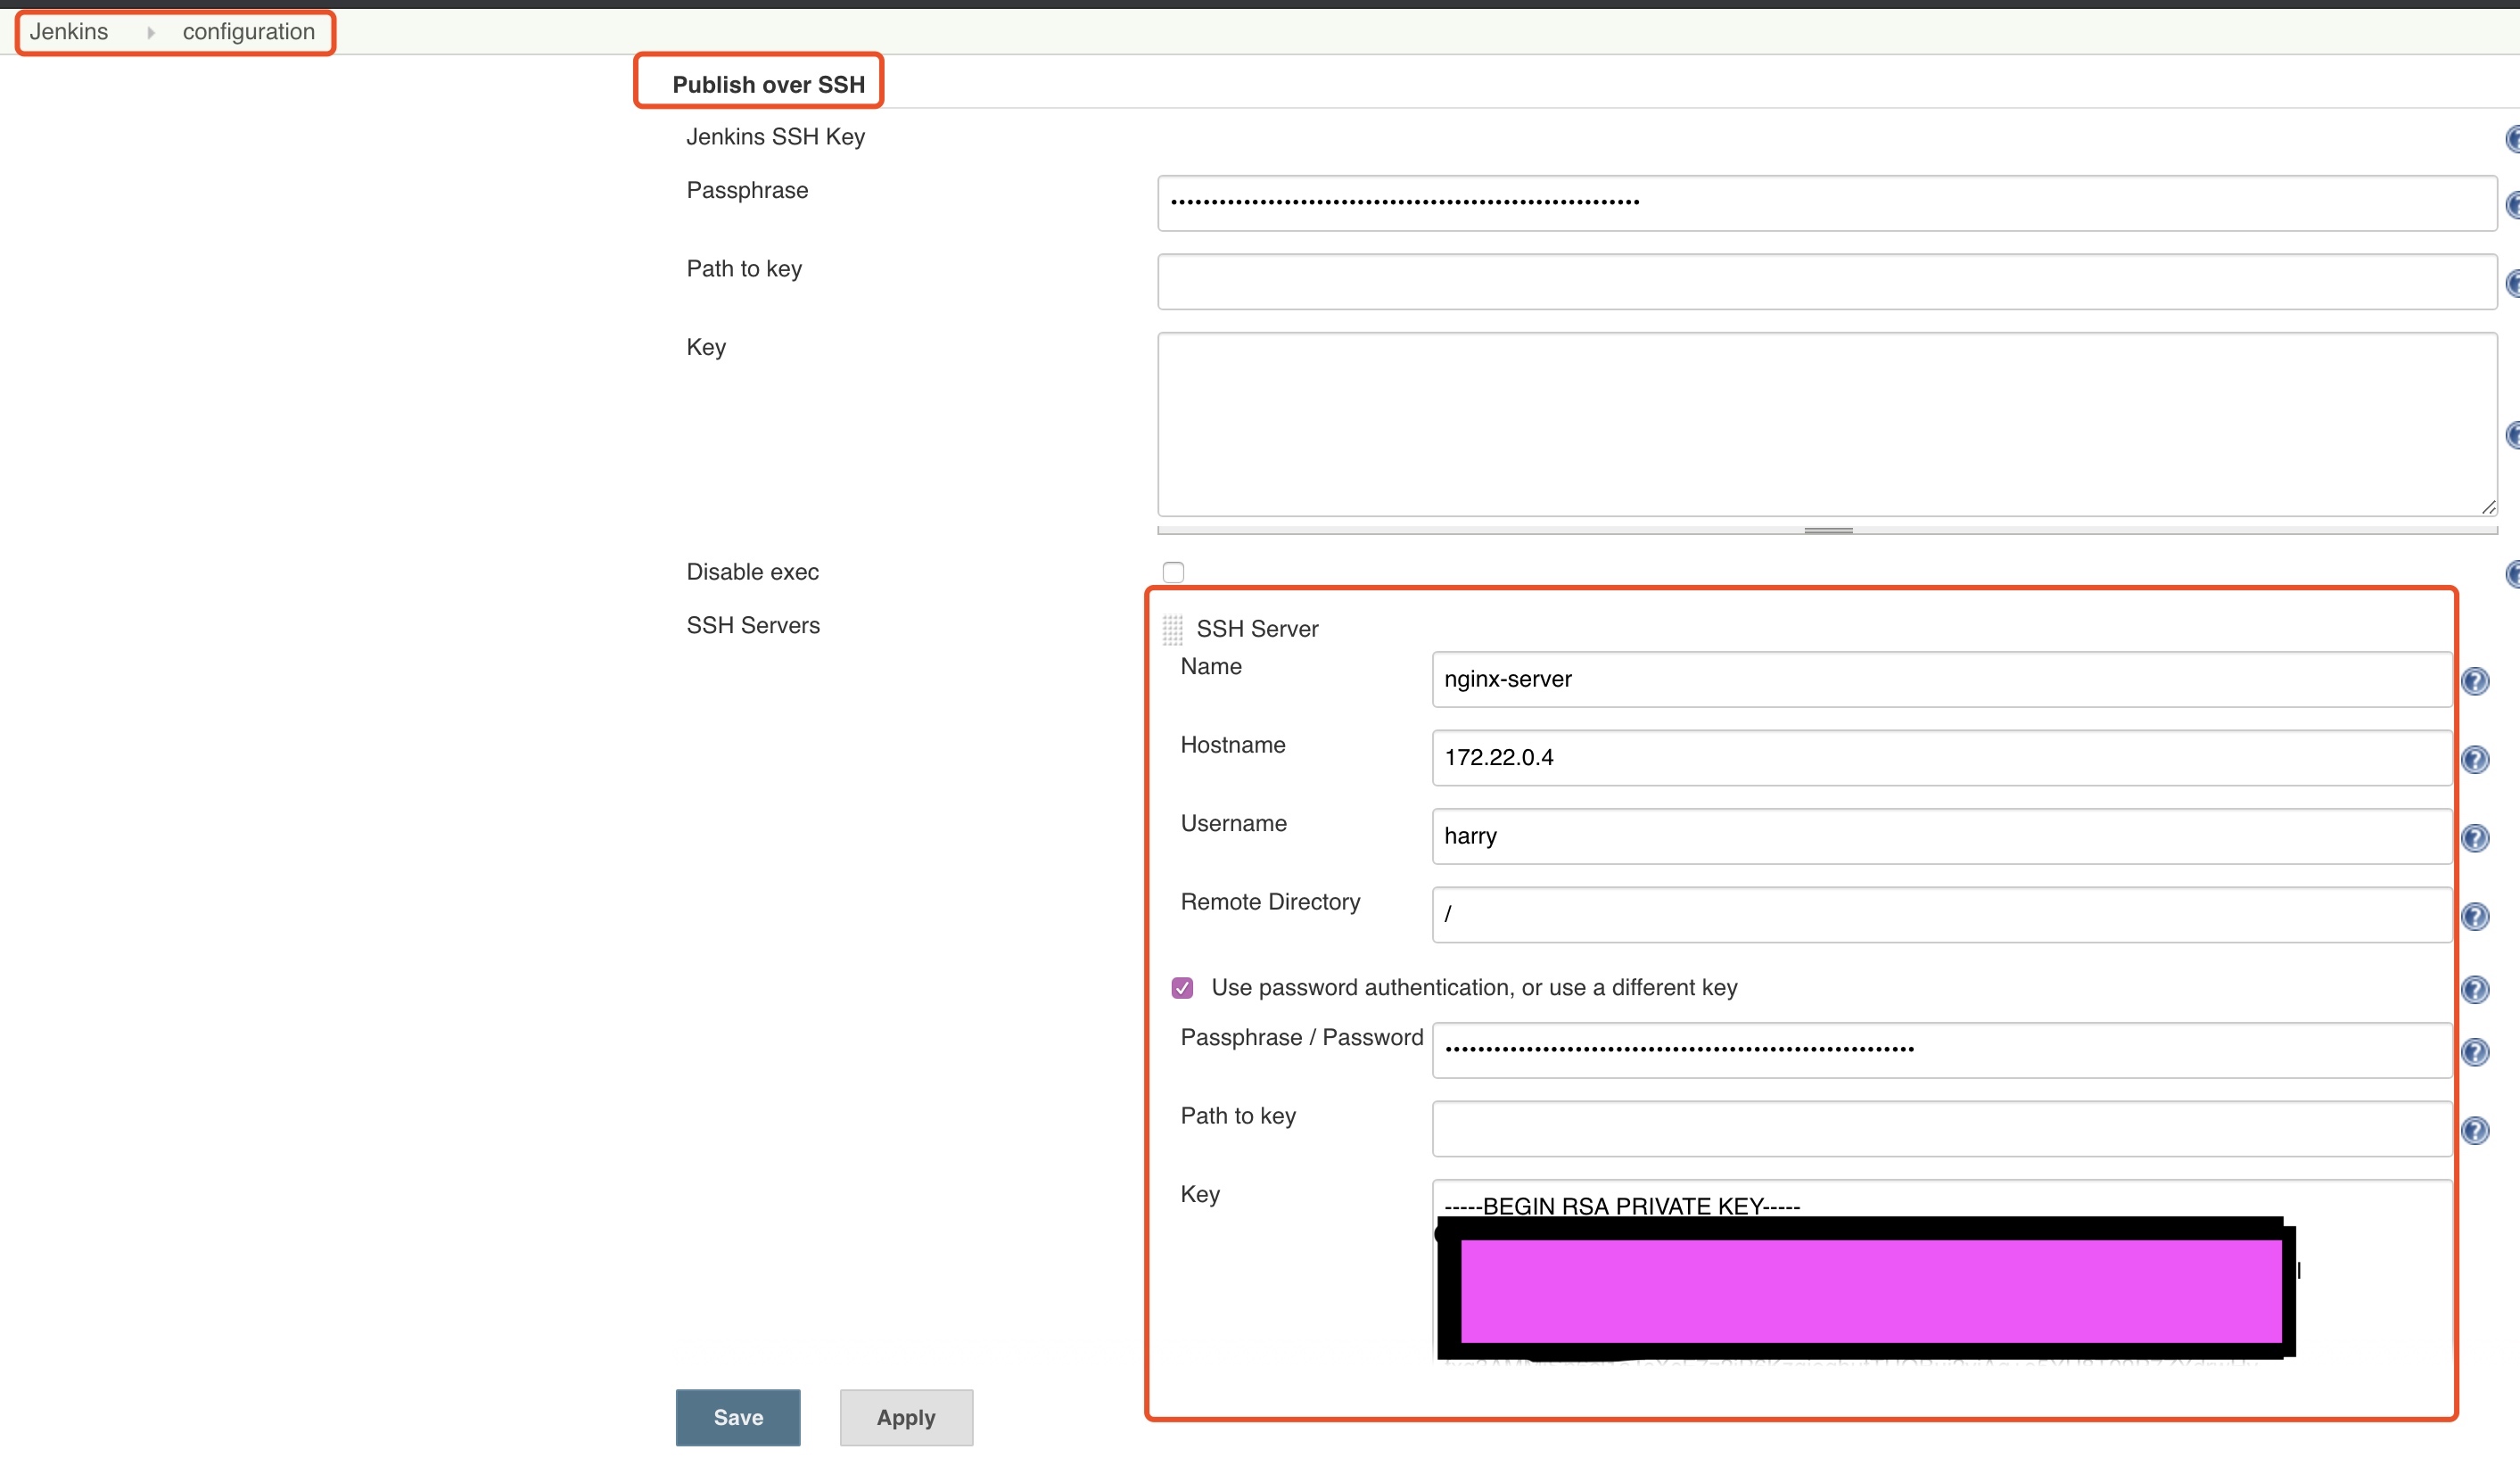 Jenkins configuration
Publish over SSH
Jenkins SSH Key
Passphrase ••••••••••••••••••••••••••••••••••••••••••••••••••••••••••
Path to key
Key
Disable exec
SSH Servers
SSH Server
Name nginx-server
Hostname 172.22.0.4
Username harry
Remote Directory /
Use password authentication, or use a different key
Passphrase / Password ••••••••••••••••••••••••••••••••••••••••••••••••••••••••••
Path to key
Key -----BEGIN RSA PRIVATE KEY-----
Save Apply